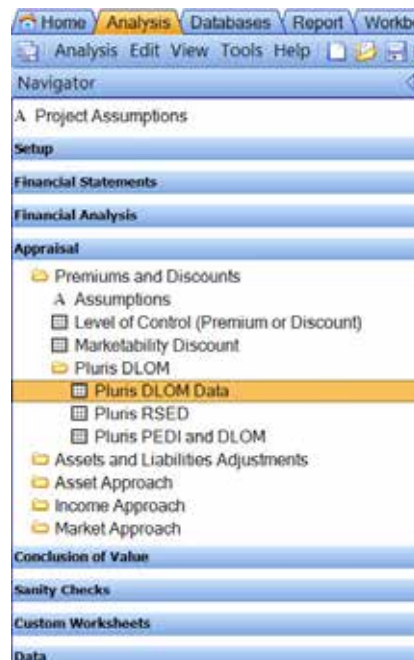 Home Analysis Databases Report Workb
Analysis Edit View Tools Help
Navigator
A Project Assumptions
Setup
Financial Statements
Financial Analysis
Appraisal
Premiums and Discounts
A Assumptions
Level of Control (Premium or Discount)
Marketability Discount
Pluris DLOM
Pluris DLOM Data
Pluris RSED
Pluris PEDI and DLOM
Assets and Liabilities Adjustments
Asset Approach
Income Approach
Market Approach
Conclusion of Value
Sanity Checks
Custom Worksheets
Data